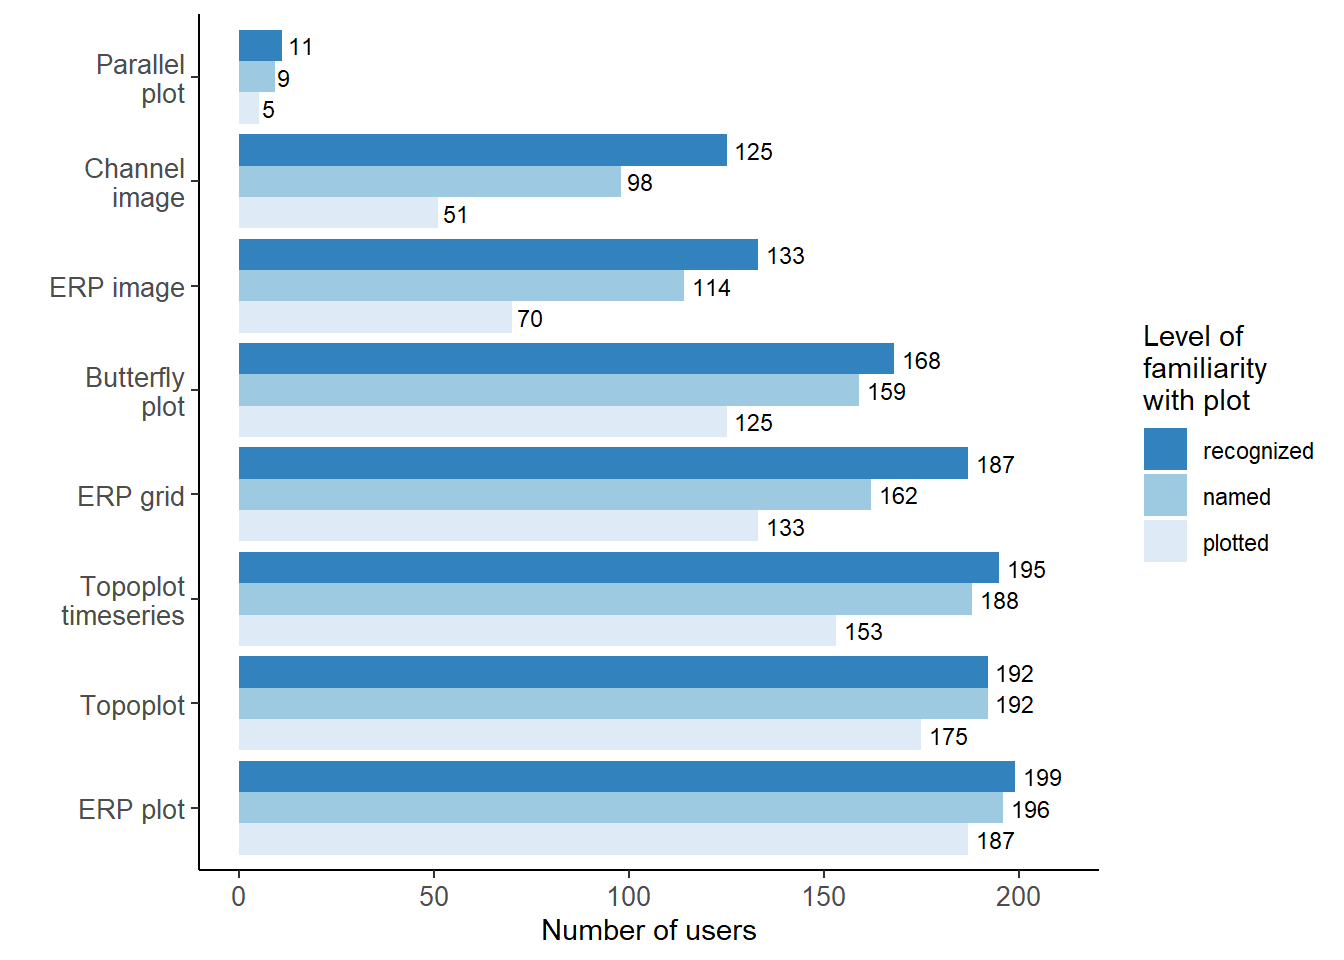 Parallel
plot
11
9
5
Channel
image
125
98
51
ERP image
133
114
70
Butterfly
plot
168
159
125
ERP grid
187
162
133
Topoplot
timeseries
195
188
153
Topoplot
192
192
175
ERP plot
199
196
187
0 50 100 150 200
Number of users
Level of
familiarity
with plot
recognized
named
plotted